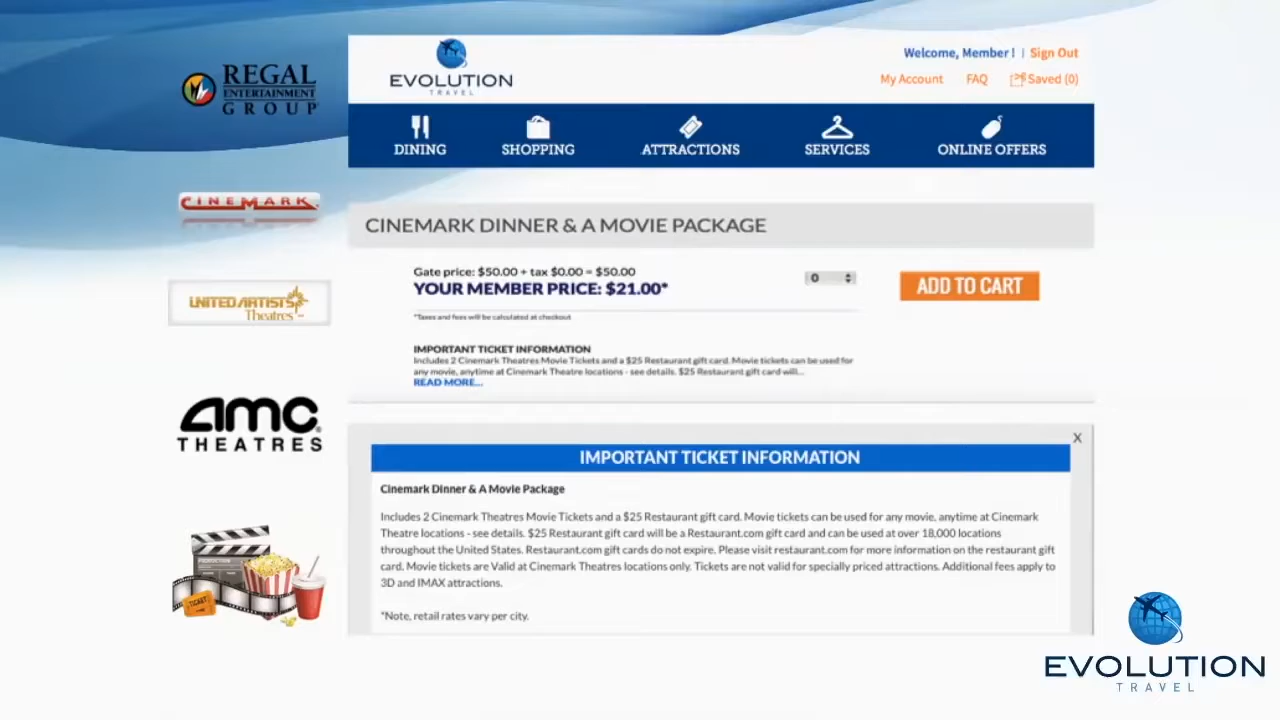 REGAL
ENTERTAINMENT
GROUP
CINEMARK
UNITED ARTISTS
Theatres
AMC
THEATRES
PRODUCTION
TICKET
EVOLUTION
TRAVEL
Welcome, Member ! | Sign Out
My Account FAQ Saved (0)
DINING SHOPPING ATTRACTIONS SERVICES ONLINE OFFERS
CINEMARK DINNER & A MOVIE PACKAGE
Gate price: $50.00 + tax $0.00 = $50.00
YOUR MEMBER PRICE: $21.00*
0
ADD TO CART
*Taxes and fees will be calculated at checkout
IMPORTANT TICKET INFORMATION
Includes 2 Cinemark Theatres Movie Tickets and a $25 Restaurant gift card. Movie tickets can be used for
any movie, anytime at Cinemark Theatre locations - see details. $25 Restaurant gift card will...
READ MORE...
X
IMPORTANT TICKET INFORMATION
Cinemark Dinner & A Movie Package
Includes 2 Cinemark Theatres Movie Tickets and a $25 Restaurant gift card. Movie tickets can be used for any movie, anytime at Cinemark
Theatre locations - see details. $25 Restaurant gift card will be a Restaurant.com gift card and can be used at over 18,000 locations
throughout the United States. Restaurant.com gift cards do not expire. Please visit restaurant.com for more information on the restaurant gift
card. Movie tickets are Valid at Cinemark Theatres locations only. Tickets are not valid for specially priced attractions. Additional fees apply to
3D and IMAX attractions.
*Note, retail rates vary per city.
EVOLUTION
TRAVEL